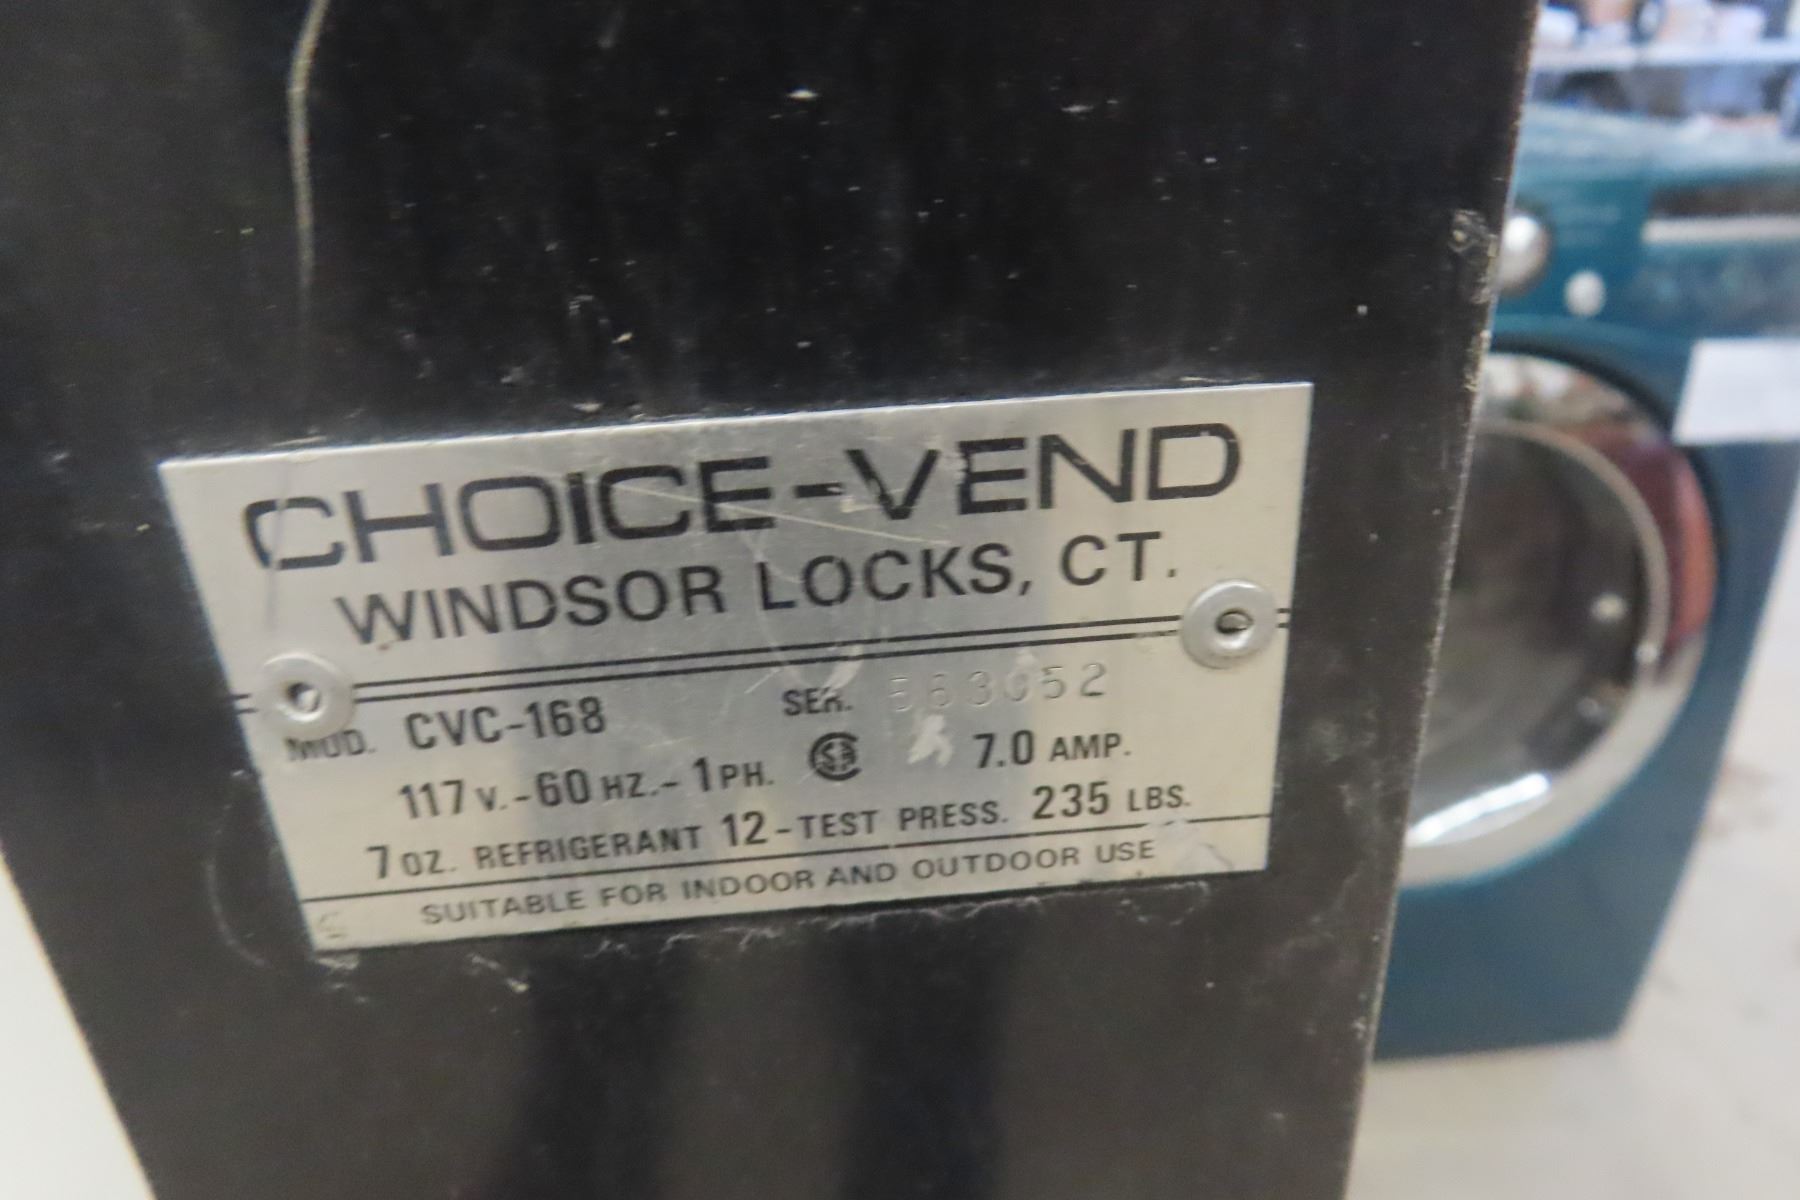 CHOICE-VEND
WINDSOR LOCKS, CT.
MOD. CVC-168 SER.
117 V.-60 HZ.-1 PH. 7.0 AMP.
7 OZ. REFRIGERANT 12-TEST PRESS. 235 LBS.
SUITABLE FOR INDOOR AND OUTDOOR USE